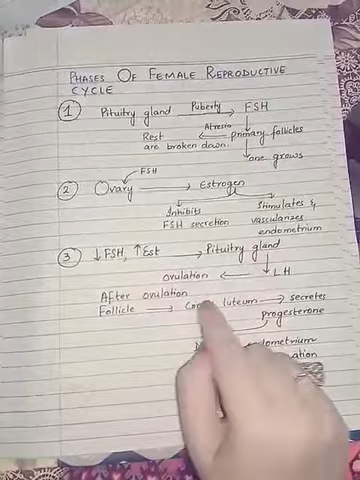 PHASES OF FEMALE REPRODUCTIVE
CYCLE
1 Pituitry gland Puberty FSH
Atresia
Rest primary follicles
are broken down.
one grows
FSH
2 Ovary Estrogen
Inhibits Stimulates &
FSH secretion vascularizes
endometrium
3 ↓FSH, ↑Est → Pituitry gland
ovulation ← LH
After ovulation
Follicle → luteum → secretes
progesterone